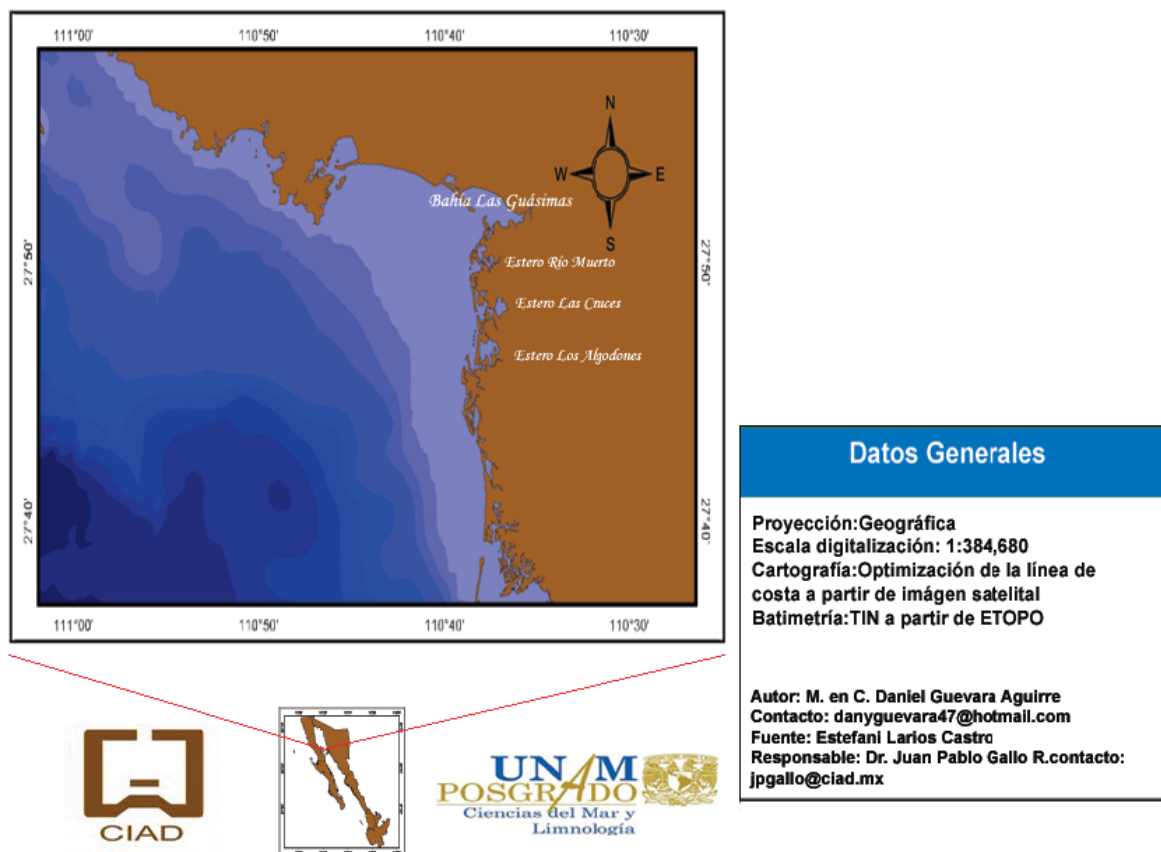 111°00'
110°50'
110°40'
110°30'
N
W
E
S
Bahía Las Guásimas
Estero Río Muerto
Estero Las Cruces
Estero Los Algodones
27°50'
27°50'
27°40'
27°40'
111°00'
110°50'
110°40'
110°30'
Datos Generales
Proyección:Geográfica
Escala digitalización: 1:384,680
Cartografía:Optimización de la línea de
costa a partir de imágen satelital
Batimetría:TIN a partir de ETOPO
Autor: M. en C. Daniel Guevara Aguirre
Contacto: danyguevara47@hotmail.com
Fuente: Estefani Larios Castro
Responsable: Dr. Juan Pablo Gallo R.contacto:
jpgallo@ciad.mx
CIAD
UNAM
POSGRADO
Ciencias del Mar y
Limnología